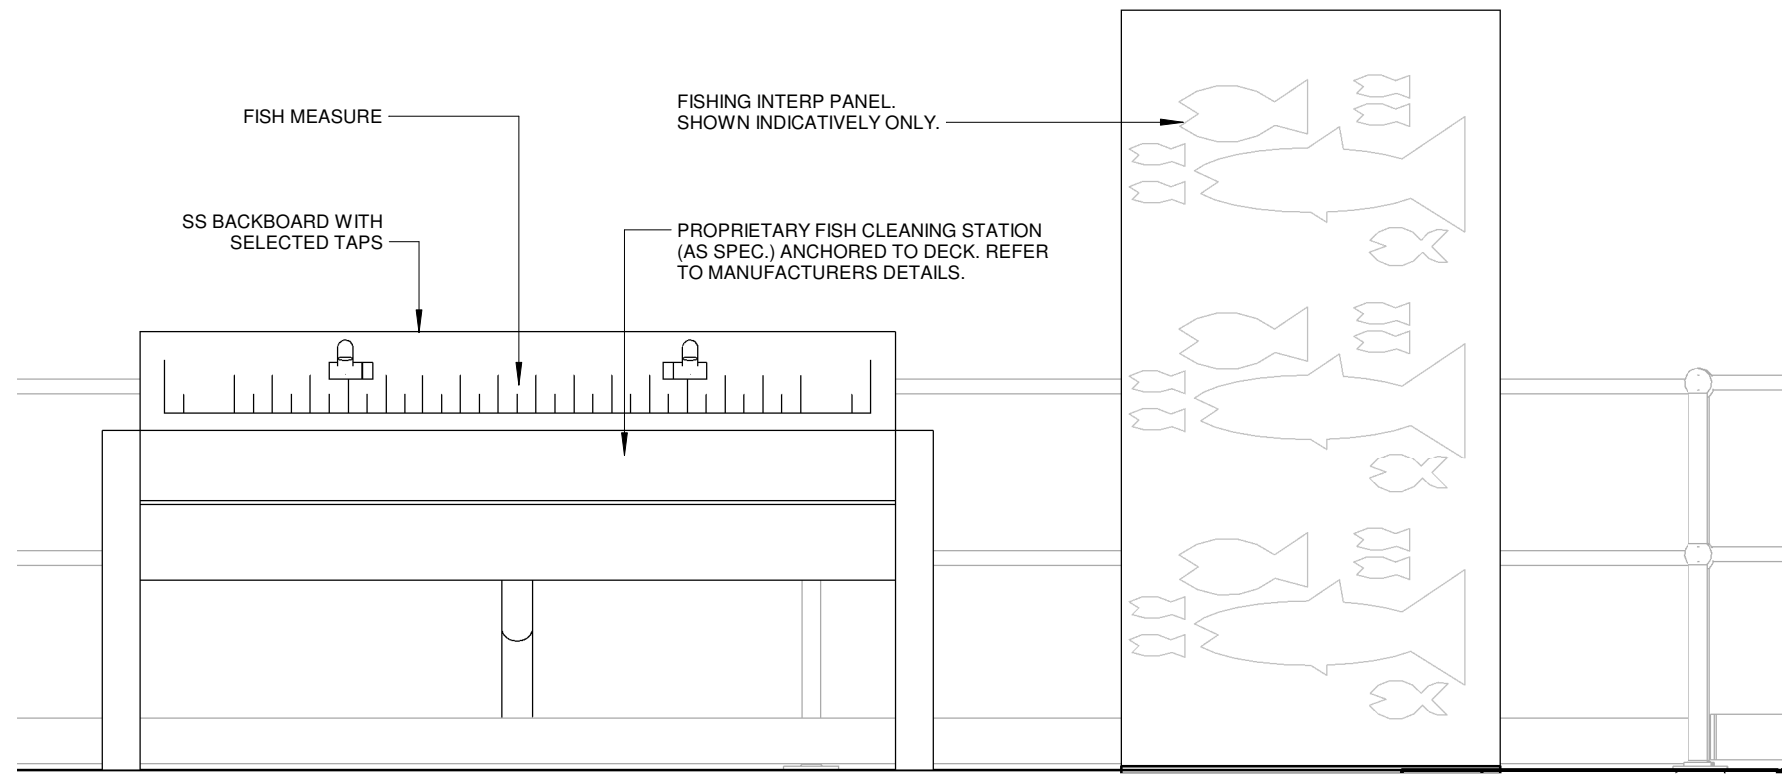 FISH MEASURE
SS BACKBOARD WITH
SELECTED TAPS
FISHING INTERP PANEL.
SHOWN INDICATIVELY ONLY.
PROPRIETARY FISH CLEANING STATION
(AS SPEC.) ANCHORED TO DECK. REFER
TO MANUFACTURERS DETAILS.